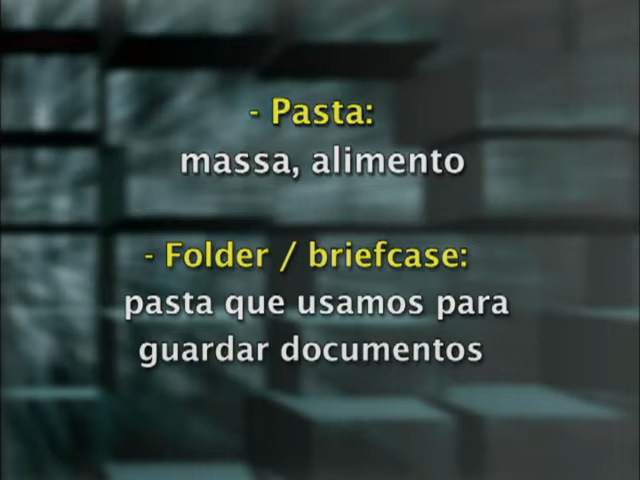 - Pasta:
massa, alimento
- Folder / briefcase:
pasta que usamos para
guardar documentos